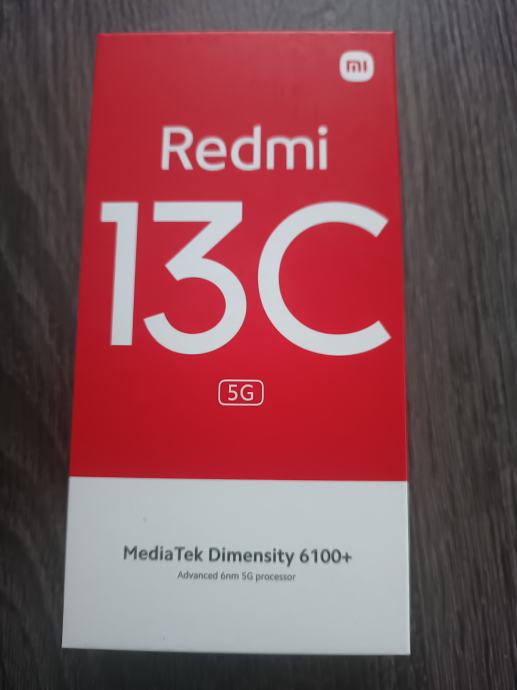 mi
Redmi
13C
5G
MediaTek Dimensity 6100+
Advanced 6nm 5G processor